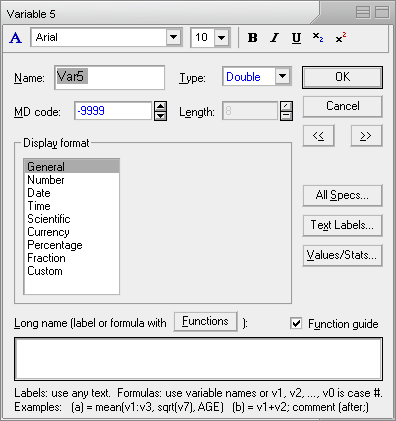 Variable 5
A Arial 10 B I U x₂ x²
Name: Var5 Type: Double OK
MD code: -9999 Length: 8 Cancel
<< >>
Display format
General
Number
Date
Time
Scientific
Currency
Percentage
Fraction
Custom
All Specs...
Text Labels...
Values/Stats...
Long name (label or formula with Functions ): Function guide
Labels: use any text. Formulas: use variable names or v1, v2, ..., v0 is case #.
Examples: (a) = mean(v1:v3, sqrt(v7), AGE) (b) = v1+v2; comment (after;)